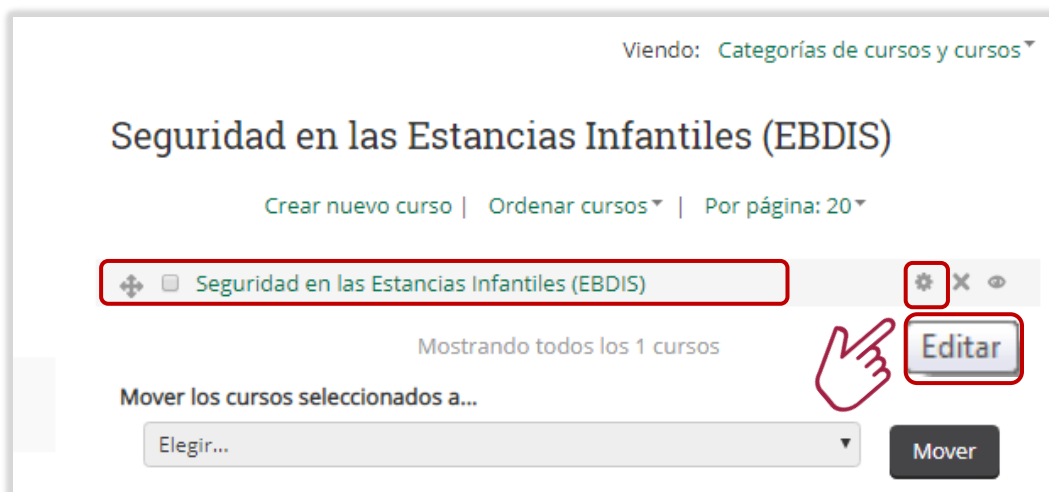 Viendo: Categorías de cursos y cursos
Seguridad en las Estancias Infantiles (EBDIS)
Crear nuevo curso | Ordenar cursos | Por página: 20
Seguridad en las Estancias Infantiles (EBDIS)
Mostrando todos los 1 cursos
Editar
Mover los cursos seleccionados a...
Elegir...
Mover